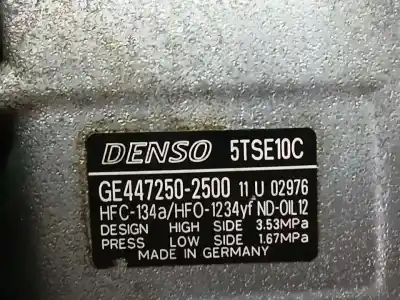 DENSO 5TSE10C
GE447250-2500 11 U 02976
HFC-134a/HFO-1234yf ND-OIL12
DESIGN HIGH SIDE 3.53MPa
PRESS LOW SIDE 1.67MPa
MADE IN GERMANY